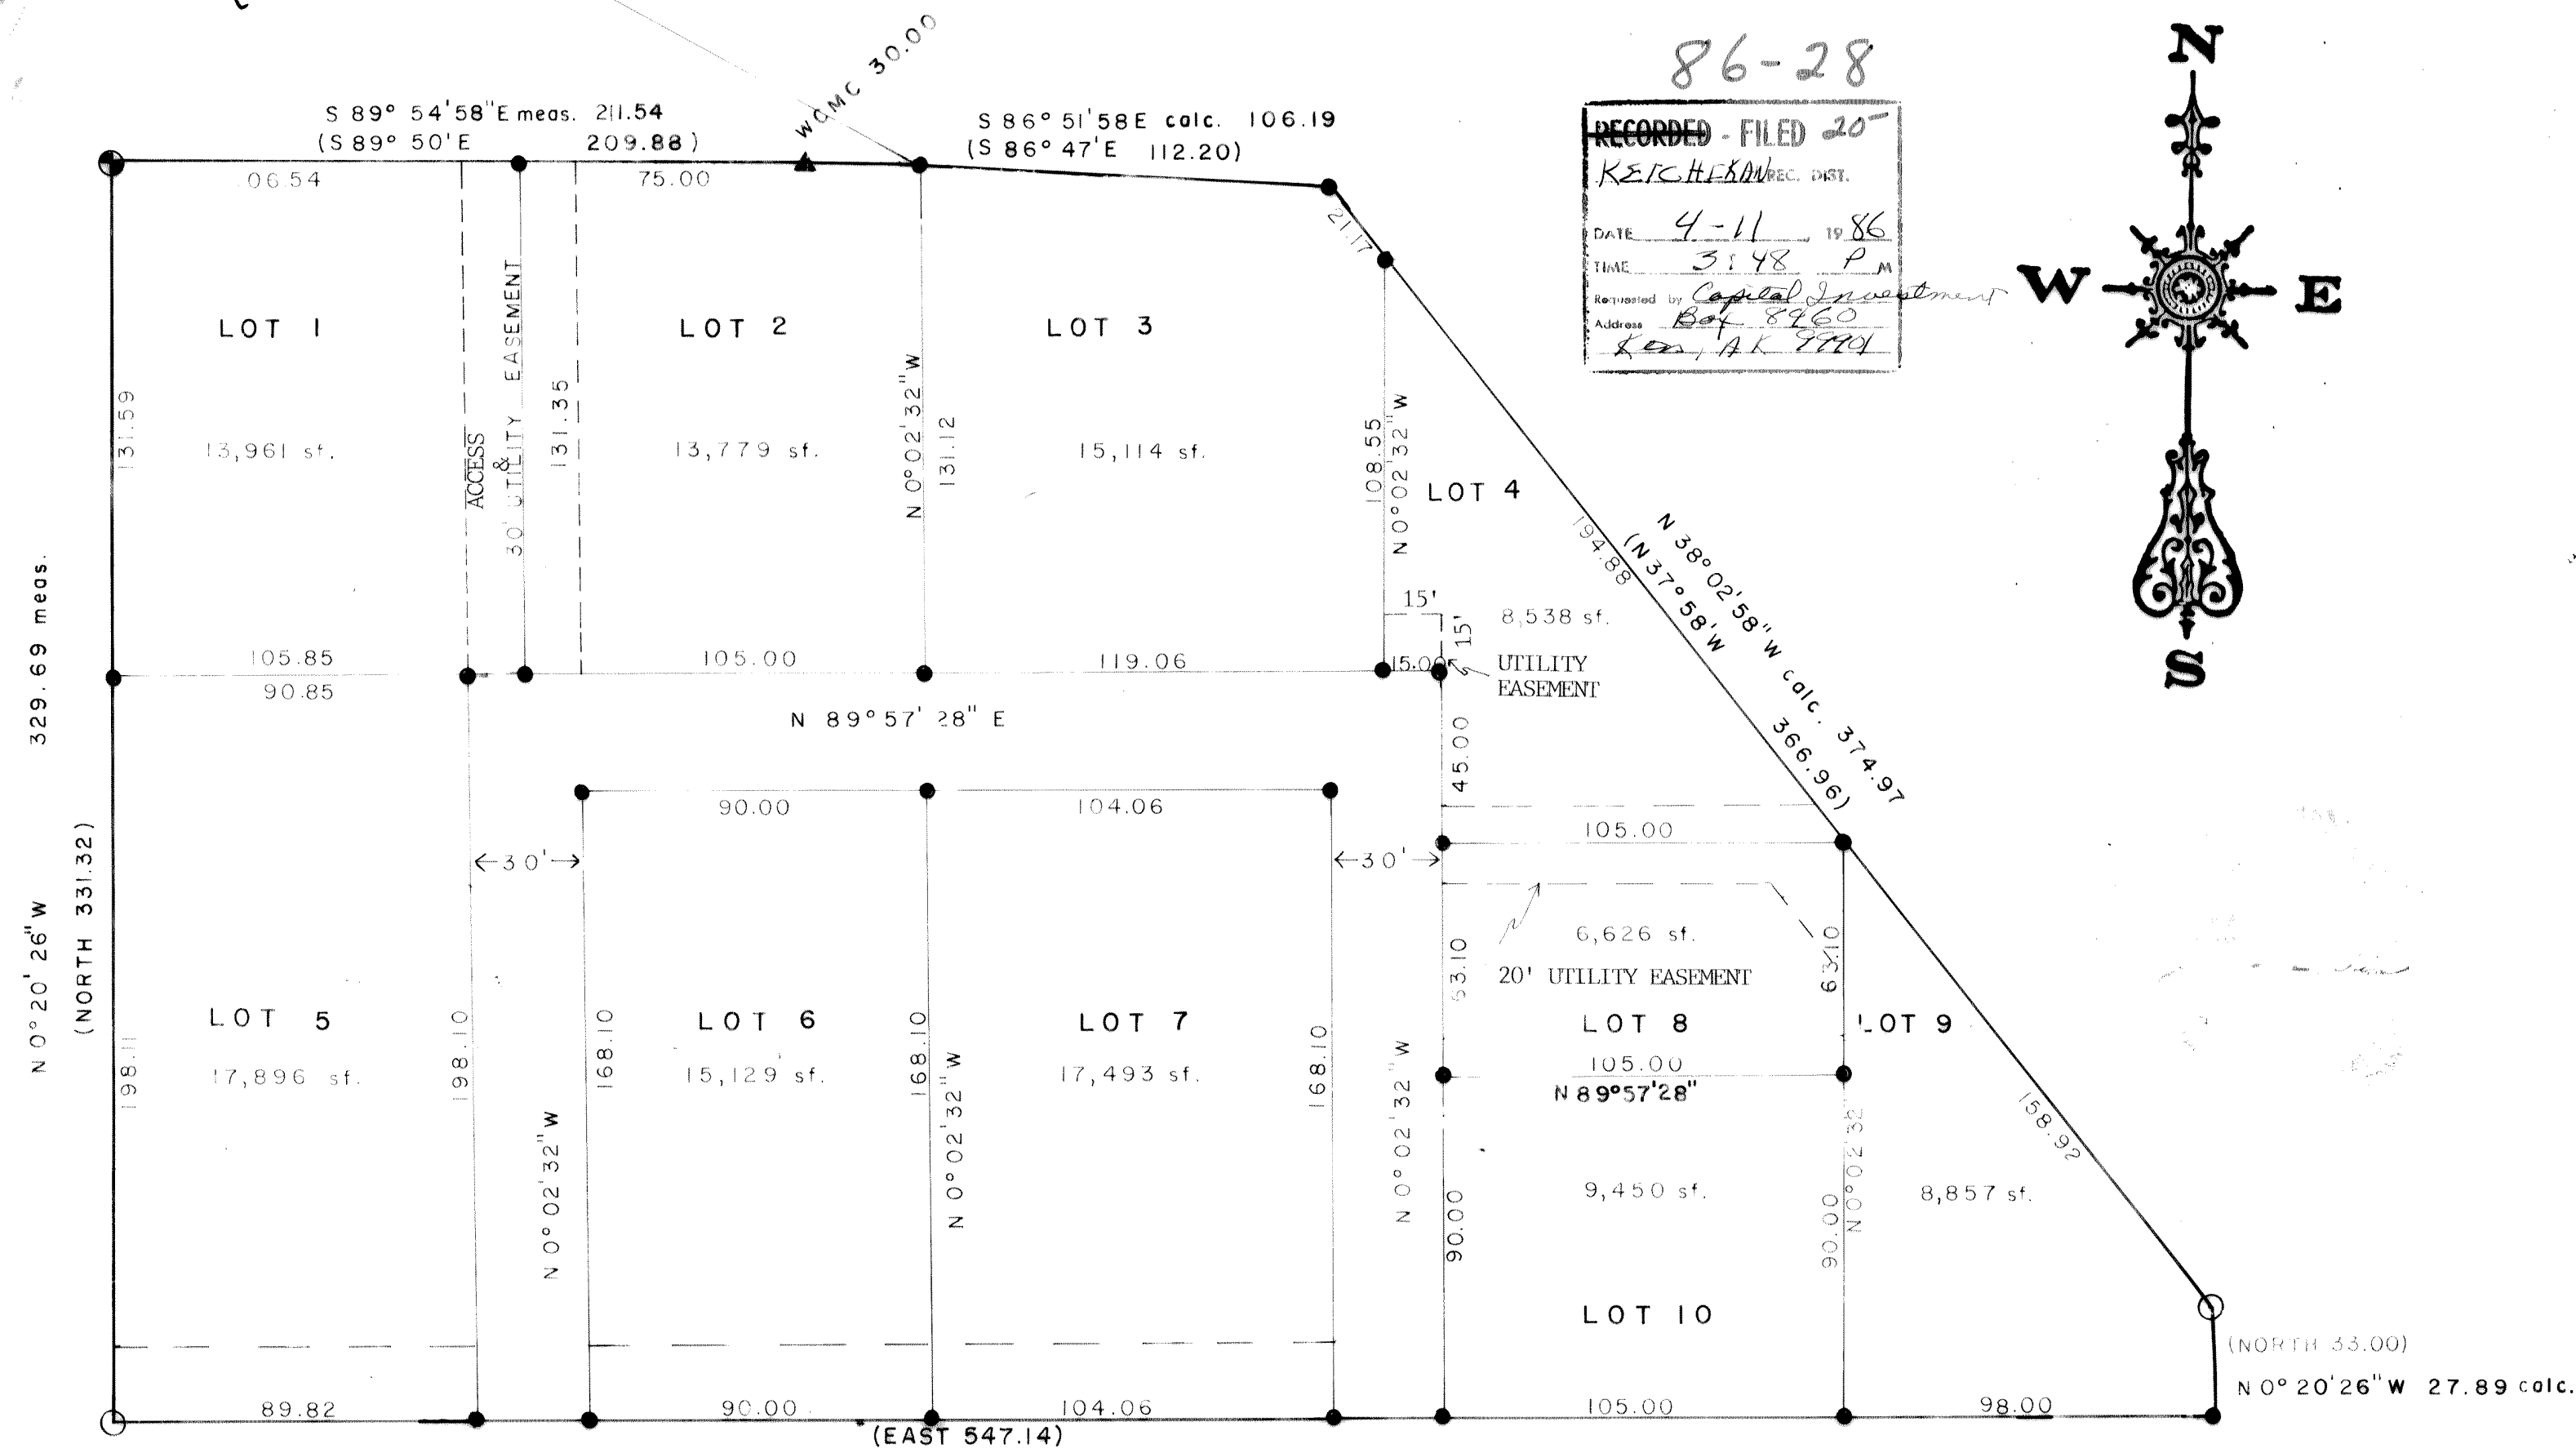 WCMC 30.00
86-28
N
S 89° 54'58"E meas. 211.54
(S 89° 50'E 209.88)
S 86° 51'58E calc. 106.19
(S 86° 47'E 112.20)
RECORDED - FILED 20-
KETCHIKAN REC. DIST.
DATE 4-11 1986
TIME 3:48 P M
Requested by Capital Investment
Address Box 8960
Ketn, AK 99901
W
E
S
06.54
75.00
21.17
LOT 1
LOT 2
LOT 3
131.59
13,961 sf.
ACCESS
&
30' UTILITY EASEMENT
131.35
13,779 sf.
N 0°02'32"W
131.12
15,114 sf.
108.55
N 0°02'32"W
LOT 4
194.88
N 38°02'58"W calc. 374.97
(N 37°58'W 366.96)
15'
15'
8,538 sf.
105.85
90.85
105.00
119.06
15.00
UTILITY
EASEMENT
N 89°57'28" E
329.69 meas.
N 0°20'26"W
(NORTH 331.32)
45.00
90.00
104.06
105.00
30'
30'
6,626 sf.
63.10
63.10
20' UTILITY EASEMENT
LOT 5
LOT 6
LOT 7
LOT 8
LOT 9
198.11
17,896 sf.
198.10
168.10
15,129 sf.
168.10
17,493 sf.
168.10
105.00
N 89°57'28"
N 0°02'32"W
N 0°02'32"W
N 0°02'32"W
N 0°02'32
158.92
90.00
9,450 sf.
90.00
8,857 sf.
LOT 10
(NORTH 33.00)
N 0°20'26"W 27.89 calc.
89.82
90.00
104.06
105.00
98.00
(EAST 547.14)